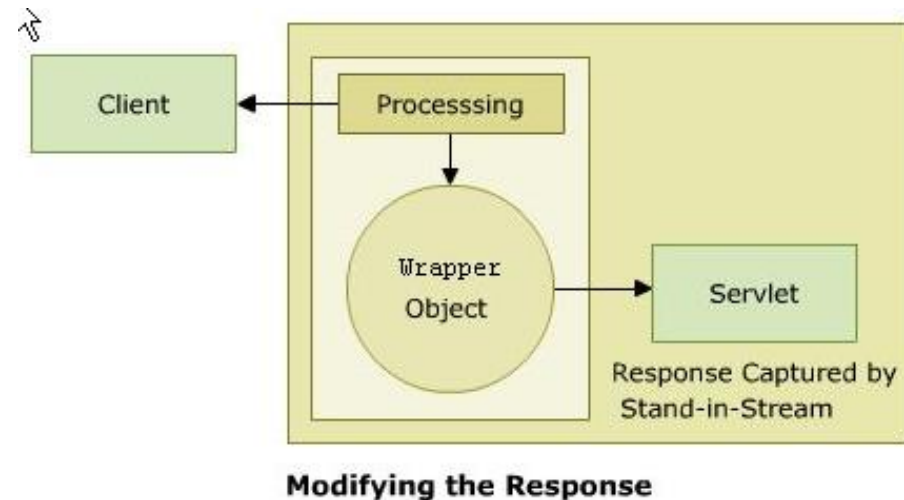 Client
Processsing
Wrapper
Object
Servlet
Response Captured by
Stand-in-Stream
Modifying the Response